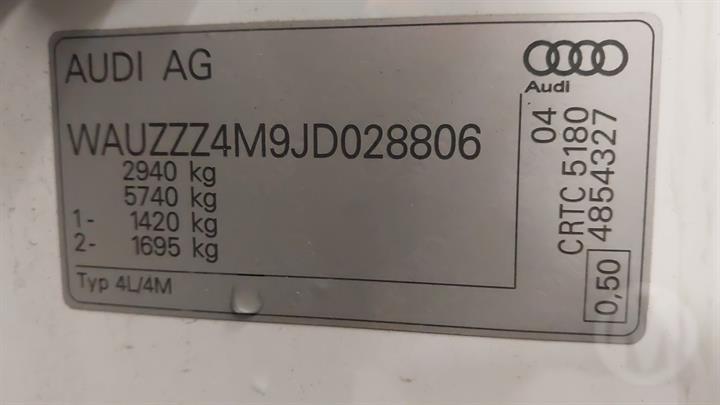 AUDI AG
Audi
WAUZZZ4M9JD028806
2940 kg
5740 kg
1- 1420 kg
2- 1695 kg
Typ 4L/4M
04
CRTC 5180
4854327
0,50